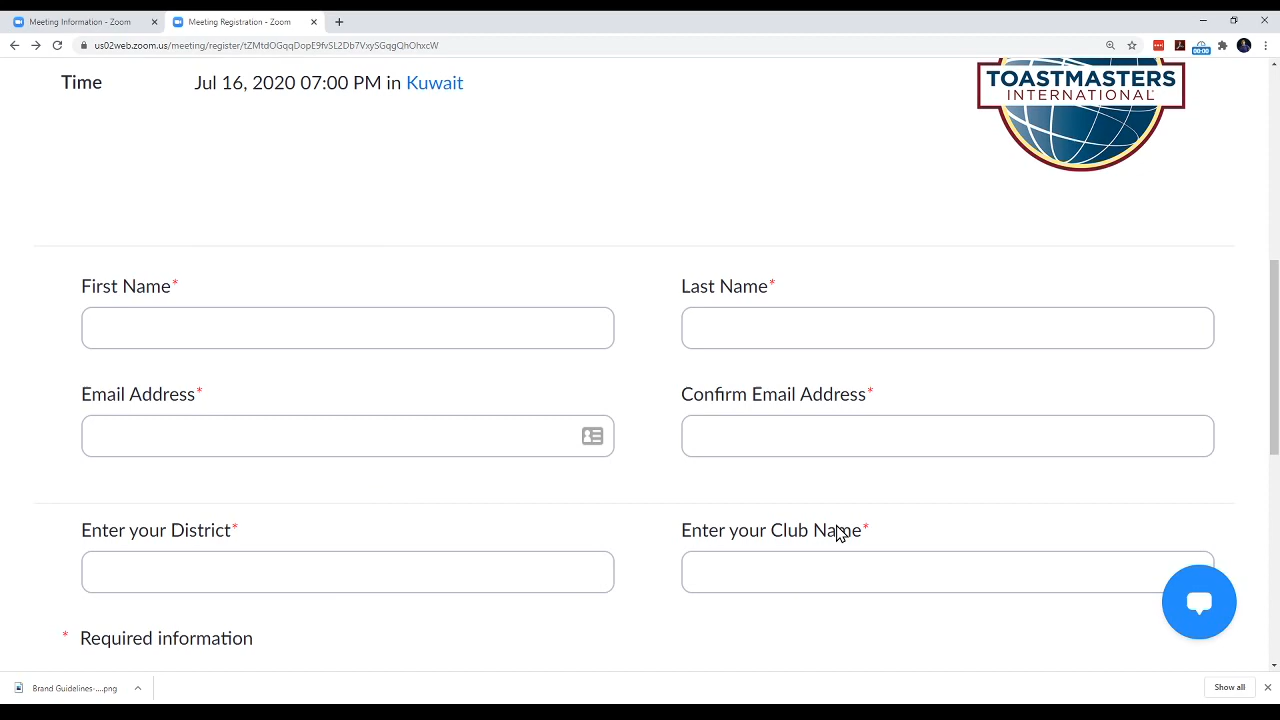 Meeting Information - Zoom
Meeting Registration - Zoom
us02web.zoom.us/meeting/register/tZMtdOGqqDopE9fvSL2Db7VxySGqgQhOhxcW
00:00
Time Jul 16, 2020 07:00 PM in Kuwait
TOASTMASTERS
INTERNATIONAL
First Name* Last Name*
Email Address* Confirm Email Address*
Enter your District* Enter your Club Name*
* Required information
Brand Guidelines-....png
Show all